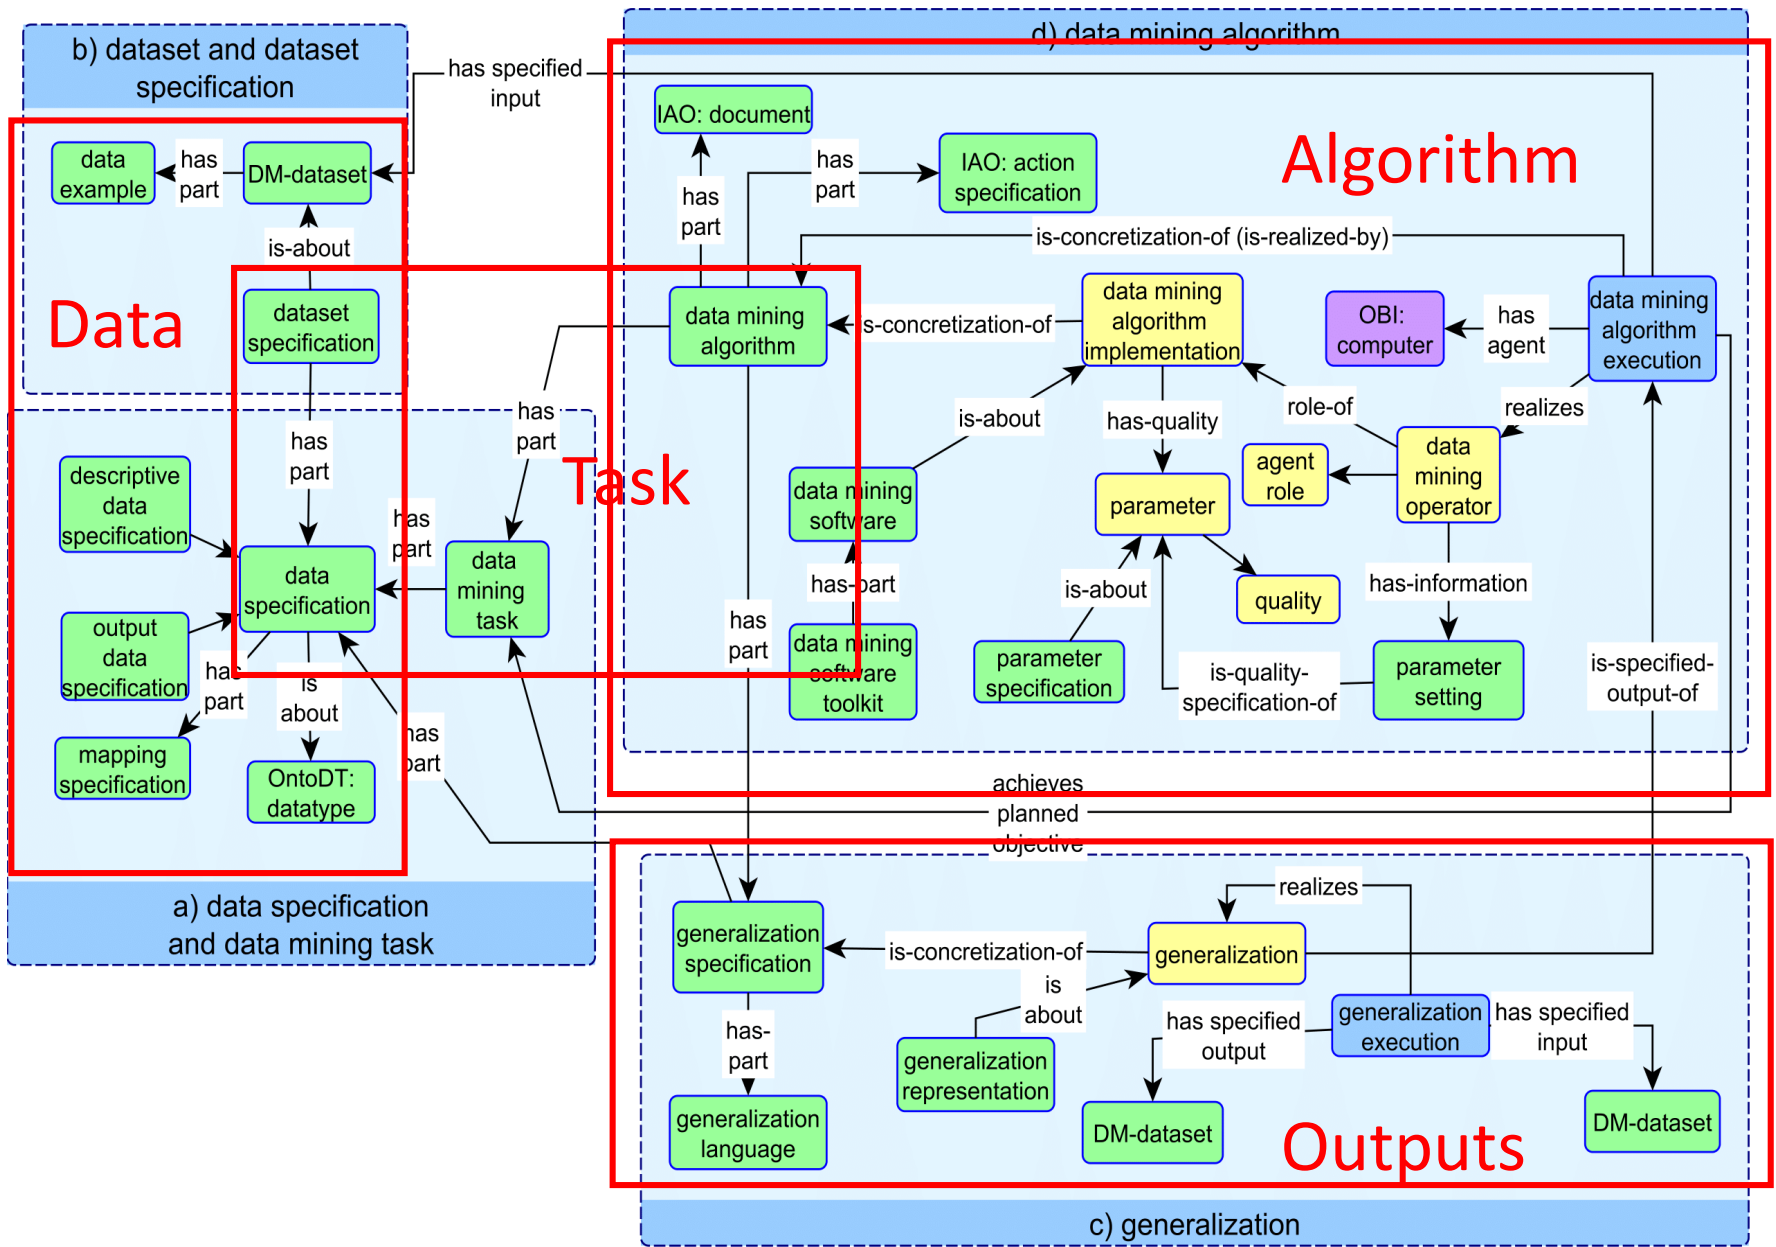 b) dataset and dataset
specification
data
example
has
part
DM-dataset
is-about
dataset
specification
Data
has
part
has specified
input
d) data mining algorithm
IAO: document
has
part
has
part
IAO: action
specification
Algorithm
is-concretization-of (is-realized-by)
data mining
algorithm
is-concretization-of
data mining
algorithm
implementation
OBI:
computer
has
agent
data mining
algorithm
execution
has
part
is-about
has-quality
role-of
realizes
Task
data mining
software
has-part
data mining
software
toolkit
parameter
agent
role
data
mining
operator
quality
is-about
has-information
parameter
specification
is-quality-
specification-of
parameter
setting
is-specified-
output-of
has
part
descriptive
data
specification
data
specification
has
part
data
mining
task
output
data
specification
has
part
is
about
mapping
specification
OntoDT:
datatype
has
part
a) data specification
and data mining task
achieves
planned
objective
generalization
specification
is-concretization-of
generalization
realizes
is
about
has-
part
generalization
language
generalization
representation
has specified
output
generalization
execution
has specified
input
DM-dataset
DM-dataset
Outputs
c) generalization